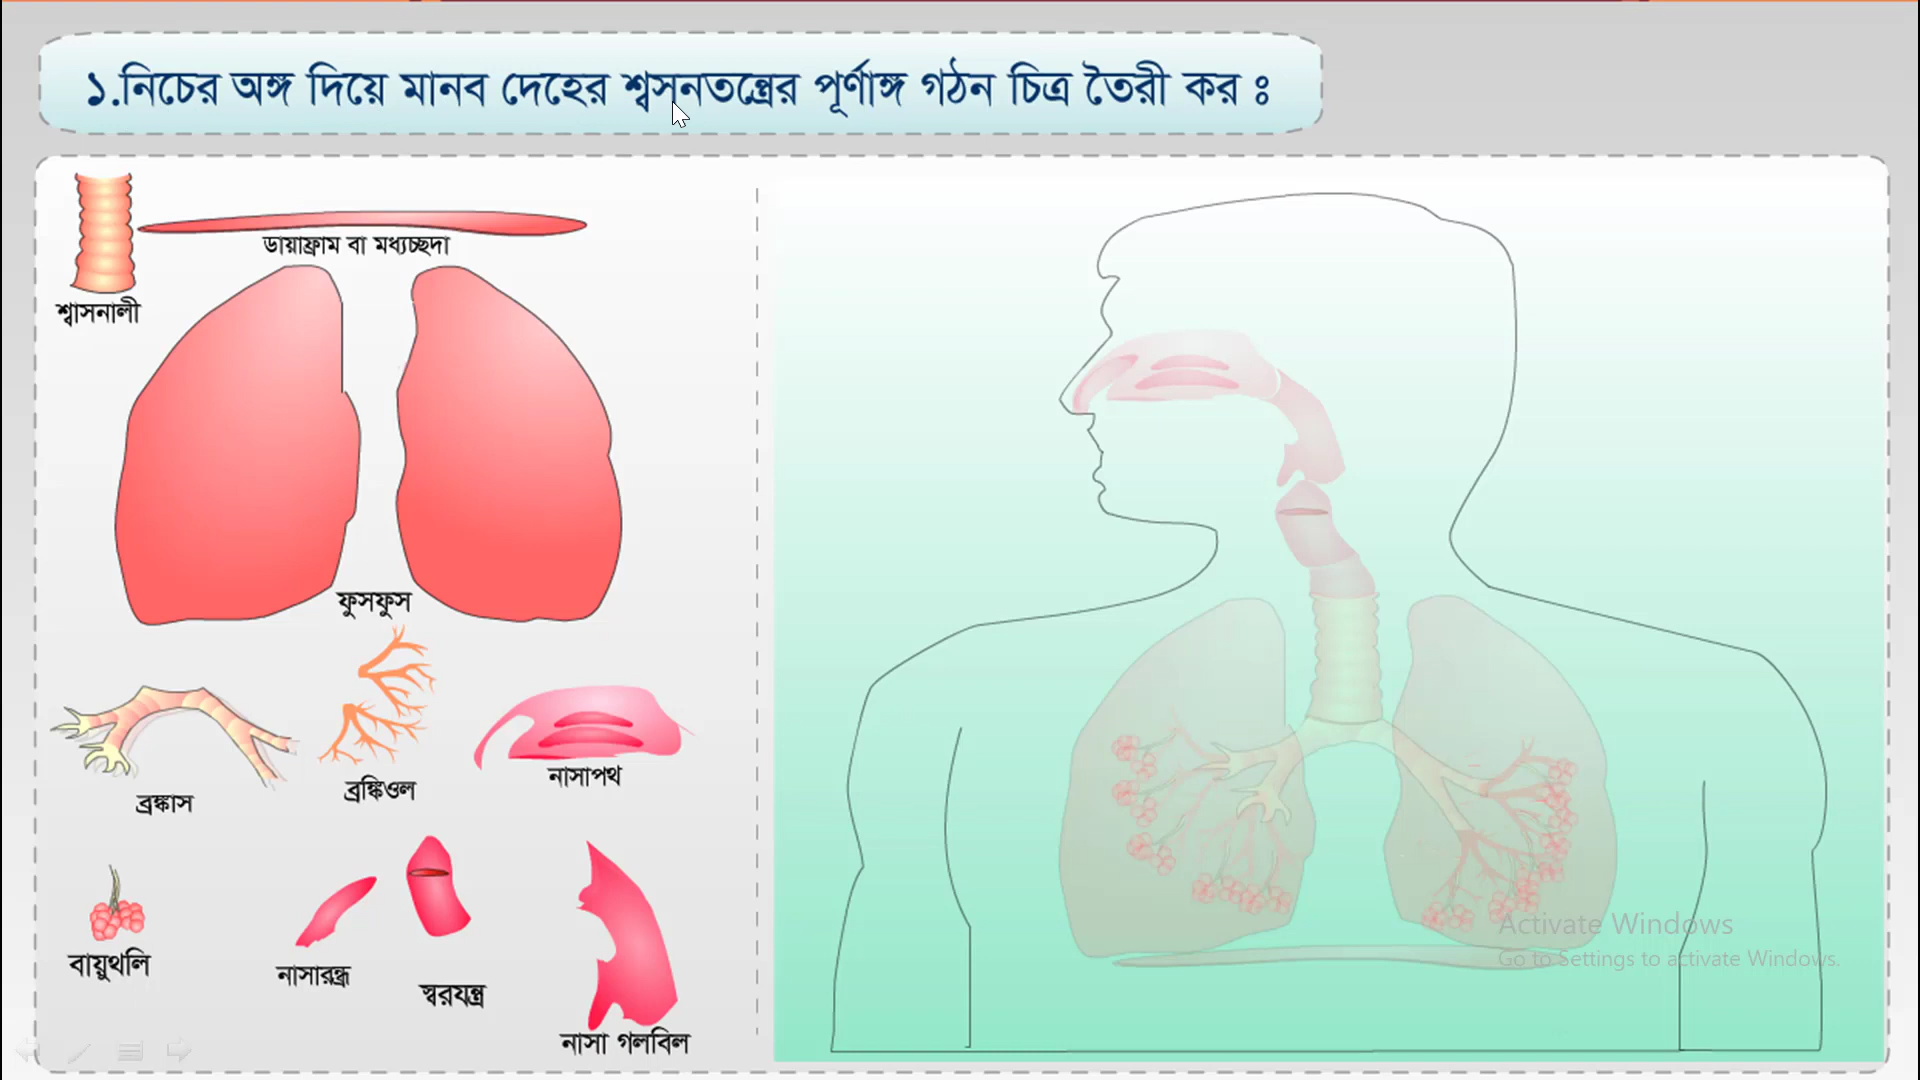 ১.নিচের অঙ্গ দিয়ে মানব দেহের শ্বসনতন্ত্রের পূর্ণাঙ্গ গঠন চিত্র তৈরী কর ঃ
ডায়াফ্রাম বা মধ্যচ্ছদা
শ্বাসনালী
ফুসফুস
ব্রঙ্কাস
ব্রঙ্কিওল
নাসাপথ
বায়ুথলি
নাসারন্ধ্র
স্বরযন্ত্র
নাসা গলবিল
Activate Windows
Go to Settings to activate Windows.